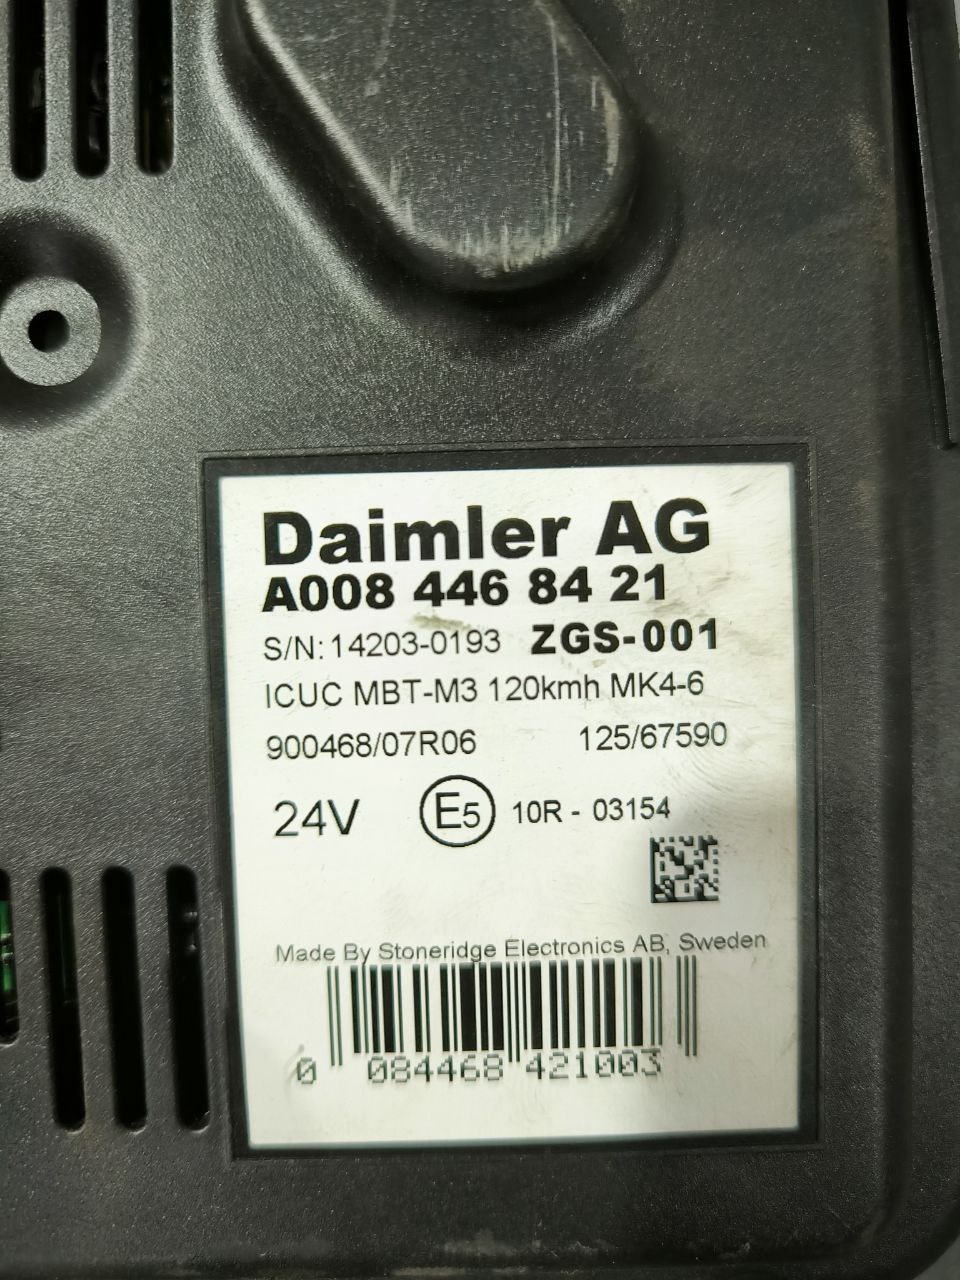 Daimler AG
A008 446 84 21
S/N: 14203-0193 ZGS-001
ICUC MBT-M3 120kmh MK4-6
900468/07R06 125/67590
24V E5 10R - 03154
Made By Stoneridge Electronics AB, Sweden
0 084468 421003